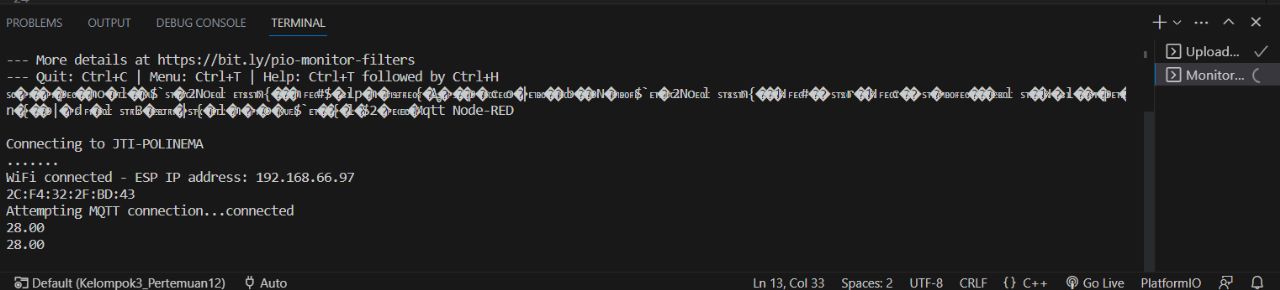 PROBLEMS OUTPUT DEBUG CONSOLE TERMINAL
--- More details at https://bit.ly/pio-monitor-filters
--- Quit: Ctrl+C | Menu: Ctrl+T | Help: Ctrl+T followed by Ctrl+H
Upload...
Monitor...
Mqtt Node-RED
Connecting to JTI-POLINEMA
.......
WiFi connected - ESP IP address: 192.168.66.97
2C:F4:32:2F:BD:43
Attempting MQTT connection...connected
28.00
28.00
Default (Kelompok3_Pertemuan12) Auto Ln 13, Col 33 Spaces: 2 UTF-8 CRLF {} C++ Go Live PlatformIO